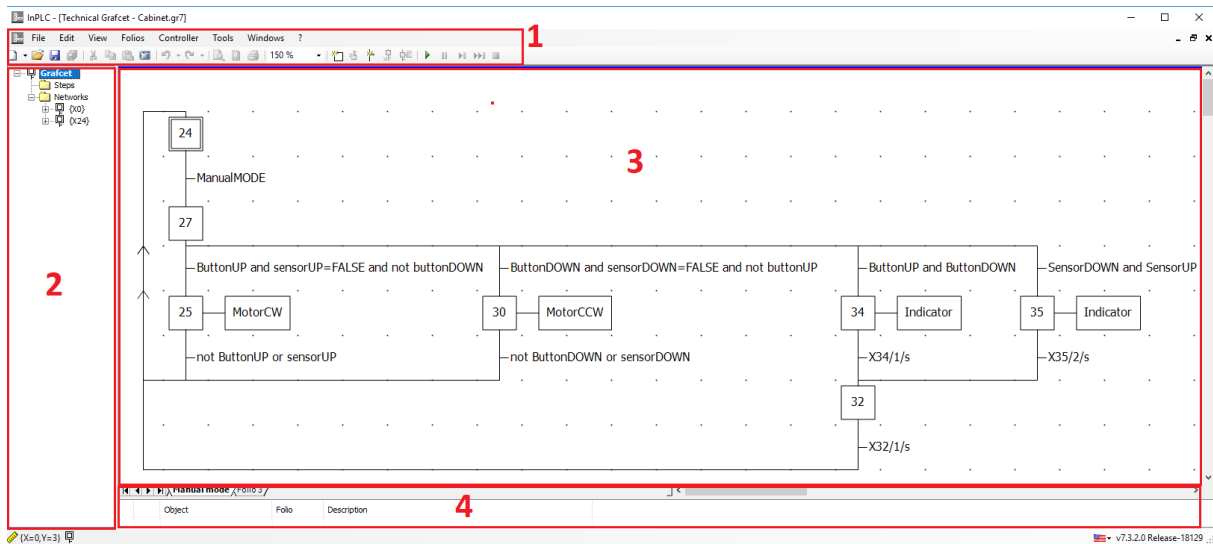 InPLC - [Technical Grafcet - Cabinet.gr7]
File Edit View Folios Controller Tools Windows ?
1
150 %
Grafcet
Steps
Networks
{X0}
{X24}
2
3
24
ManualMODE
27
ButtonUP and sensorUP=FALSE and not buttonDOWN
ButtonDOWN and sensorDOWN=FALSE and not buttonUP
ButtonUP and ButtonDOWN
SensorDOWN and SensorUP
25
MotorCW
30
MotorCCW
34
Indicator
35
Indicator
not ButtonUP or sensorUP
not ButtonDOWN or sensorDOWN
X34/1/s
X35/2/s
32
X32/1/s
Manual mode
Folio 3
4
Object Folio Description
{X=0,Y=3}
v7.3.2.0 Release-18129